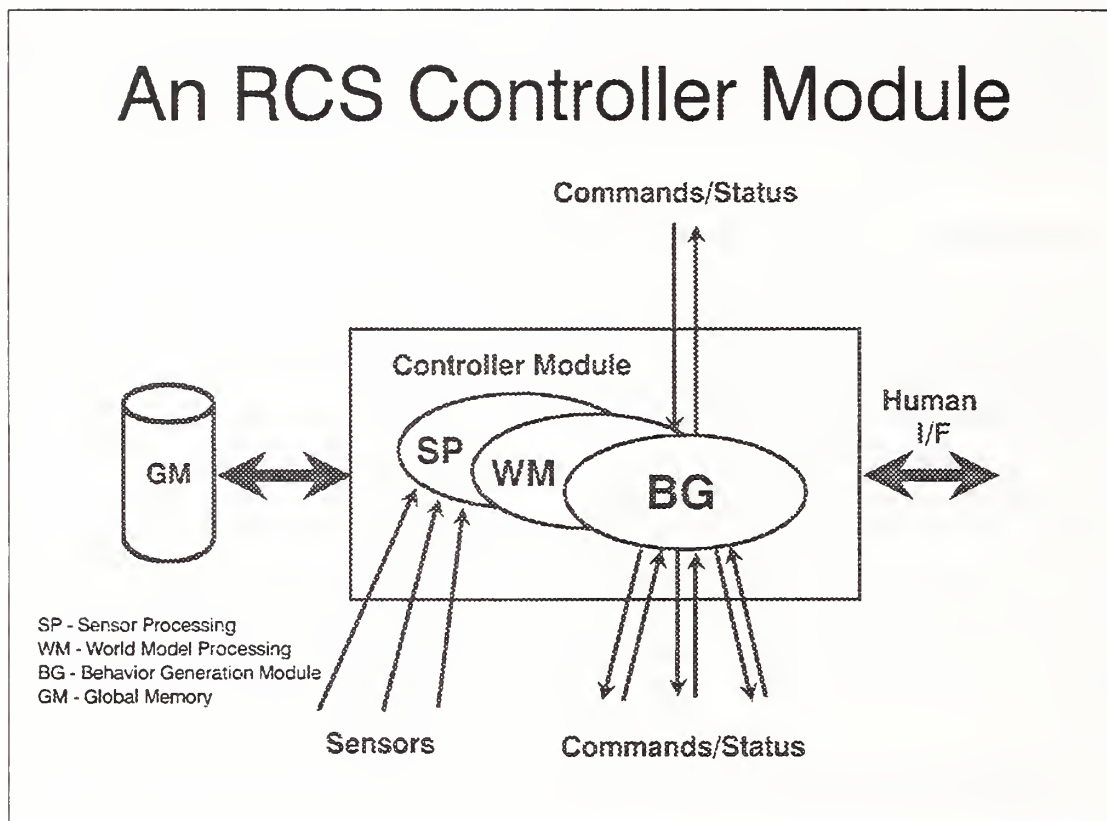 An RCS Controller Module
Commands/Status
Controller Module
Human
I/F
GM
SP
WM
BG
SP - Sensor Processing
WM - World Model Processing
BG - Behavior Generation Module
GM - Global Memory
Sensors
Commands/Status